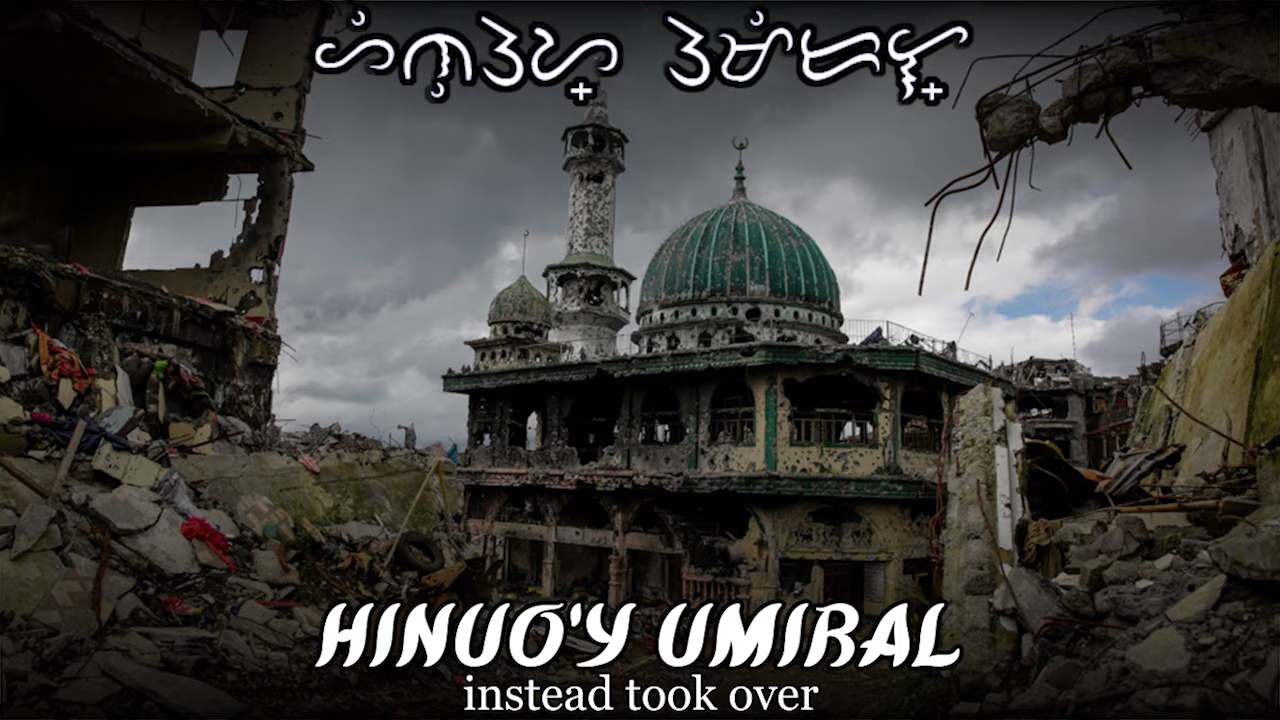 ᜑᜒᜈᜓᜂᜌ᜔ ᜂᜋᜒᜇᜎ᜔
HINUO'Y UMIRAL
instead took over